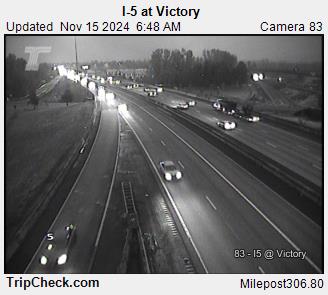 I-5 at Victory
Updated Nov 15 2024 6:48 AM Camera 83
T
5
83 - I5 @ Victory
TripCheck.com Milepost306.80